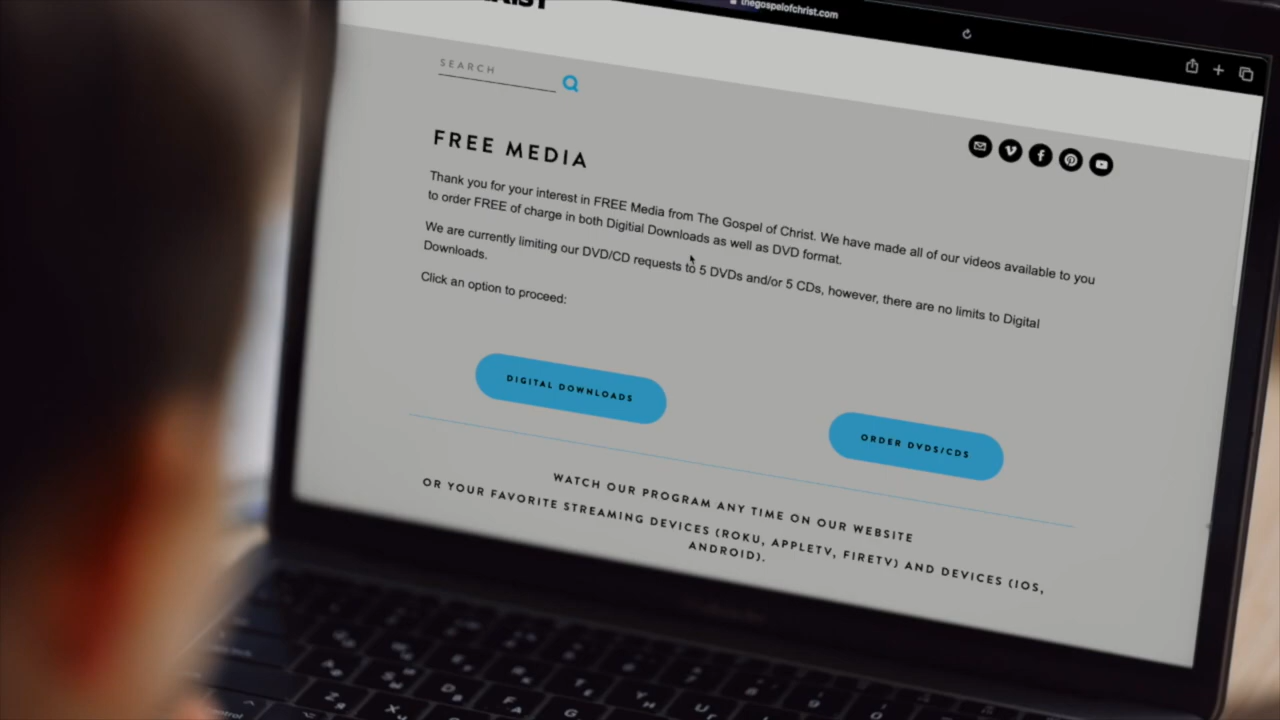 thegospelofchrist.com
SEARCH
FREE MEDIA
Thank you for your interest in FREE Media from The Gospel of Christ. We have made all of our videos available to you
to order FREE of charge in both Digitial Downloads as well as DVD format.
We are currently limiting our DVD/CD requests to 5 DVDs and/or 5 CDs, however, there are no limits to Digital
Downloads.
Click an option to proceed:
DIGITAL DOWNLOADS
ORDER DVDS/CDS
WATCH OUR PROGRAM ANY TIME ON OUR WEBSITE
OR YOUR FAVORITE STREAMING DEVICES (ROKU, APPLETV, FIRETV) AND DEVICES (IOS,
ANDROID).